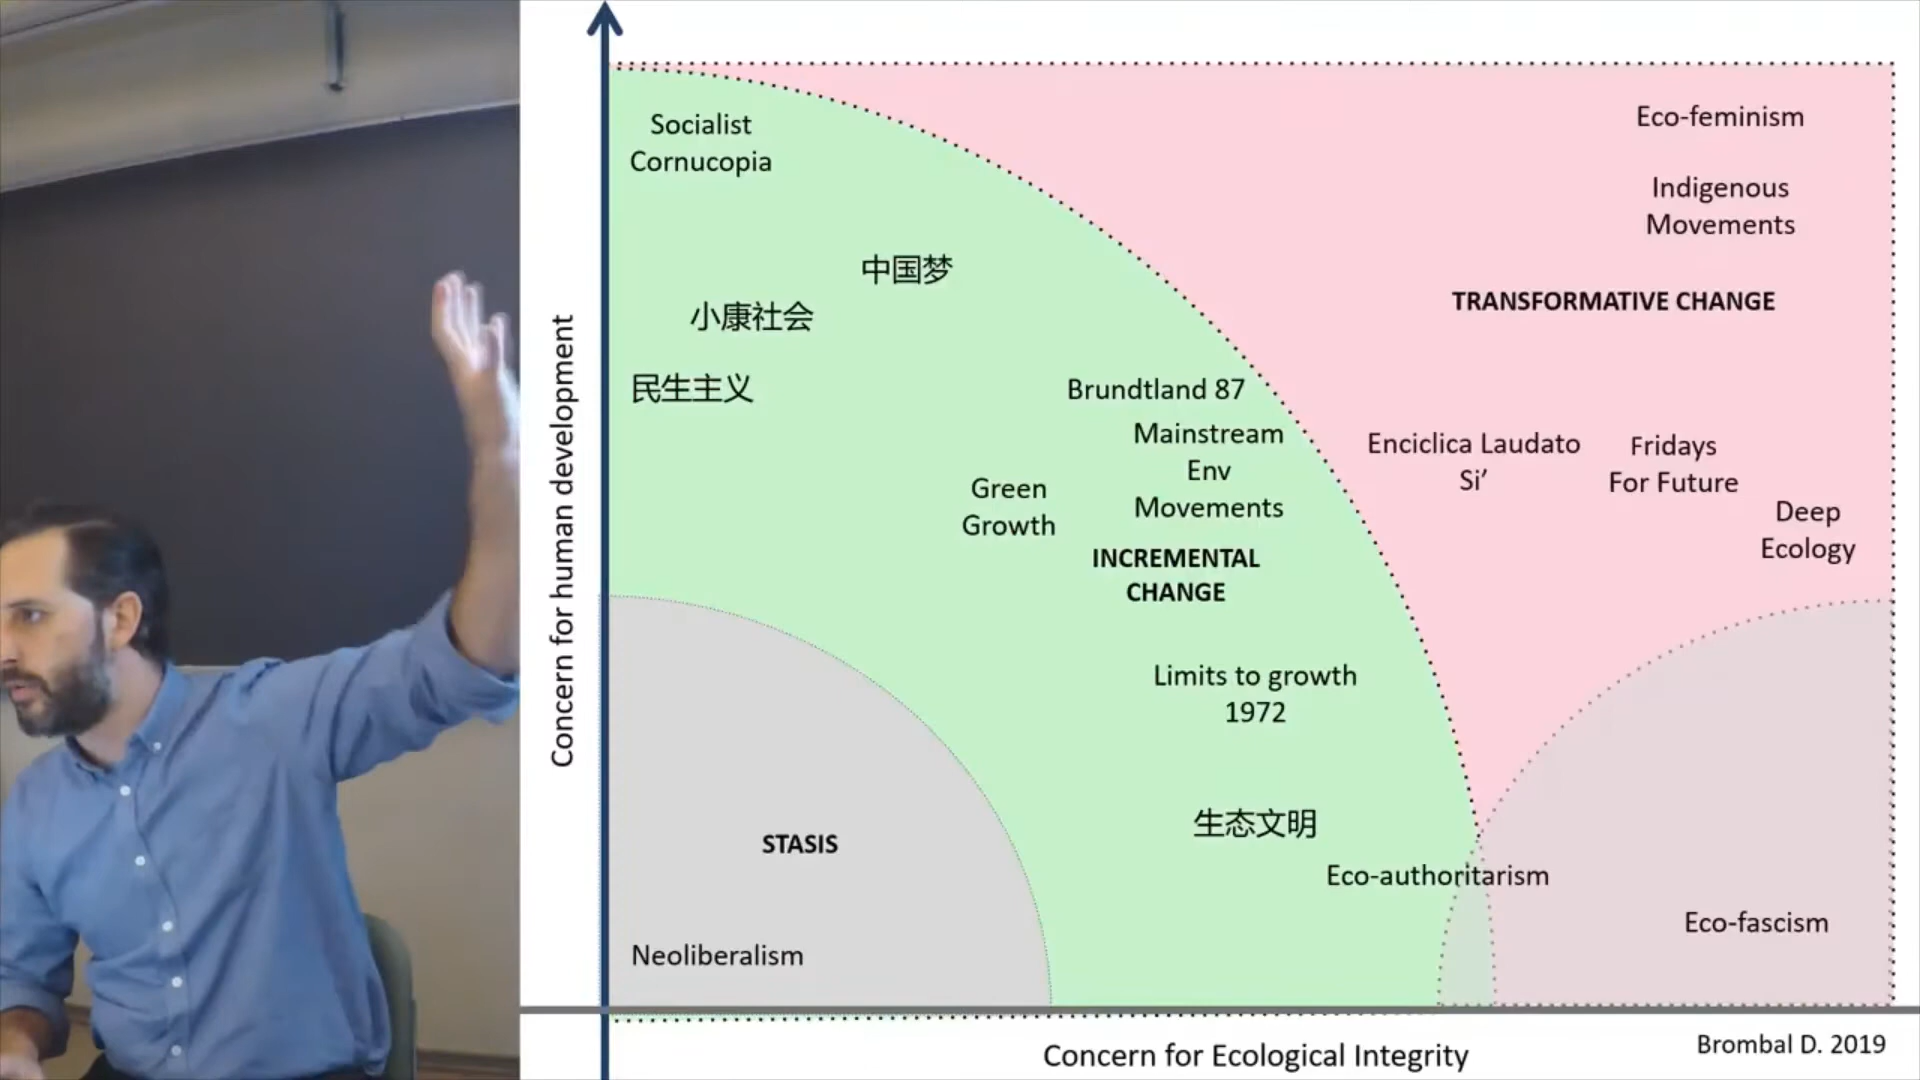 Socialist
Cornucopia
Eco-feminism
Indigenous
Movements
中国梦
TRANSFORMATIVE CHANGE
小康社会
民生主义
Brundtland 87
Mainstream
Env
Movements
Enciclica Laudato
Si’
Fridays
For Future
Green
Growth
Deep
Ecology
INCREMENTAL
CHANGE
Limits to growth
1972
生态文明
STASIS
Eco-authoritarism
Eco-fascism
Neoliberalism
Concern for human development
Concern for Ecological Integrity
Brombal D. 2019